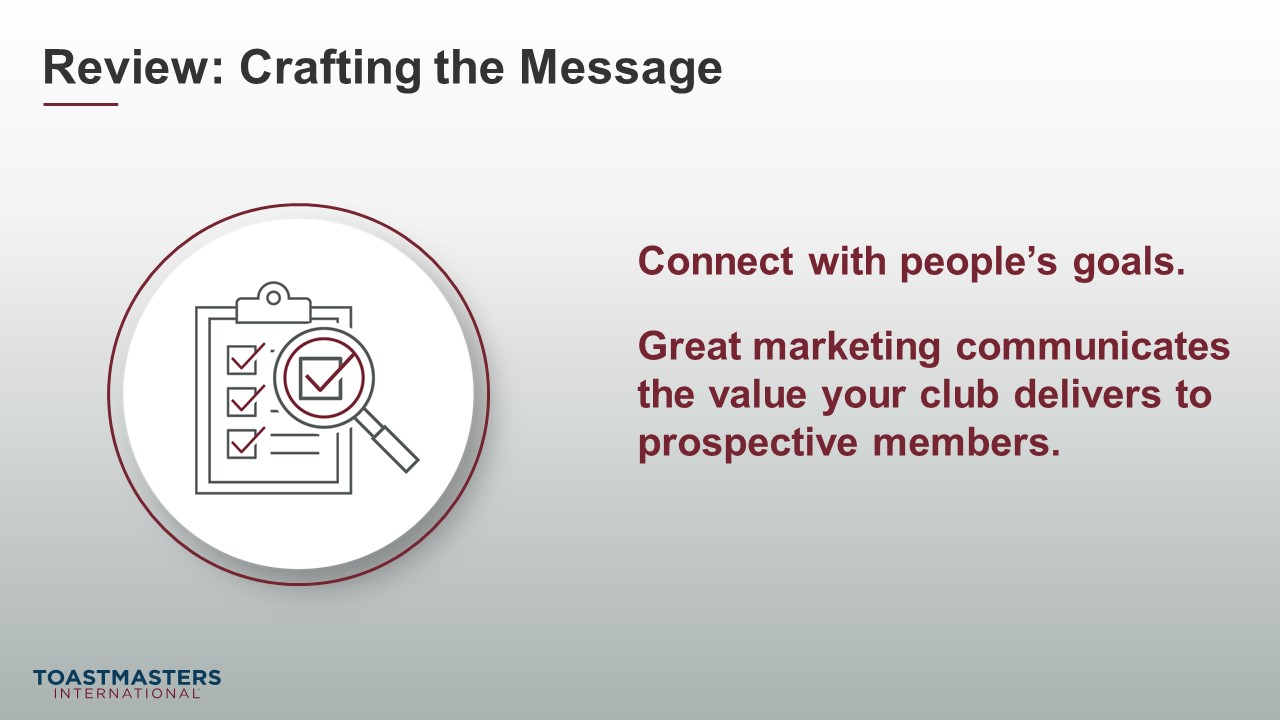 Review: Crafting the Message
Connect with people’s goals.
Great marketing communicates
the value your club delivers to
prospective members.
TOASTMASTERS
INTERNATIONAL